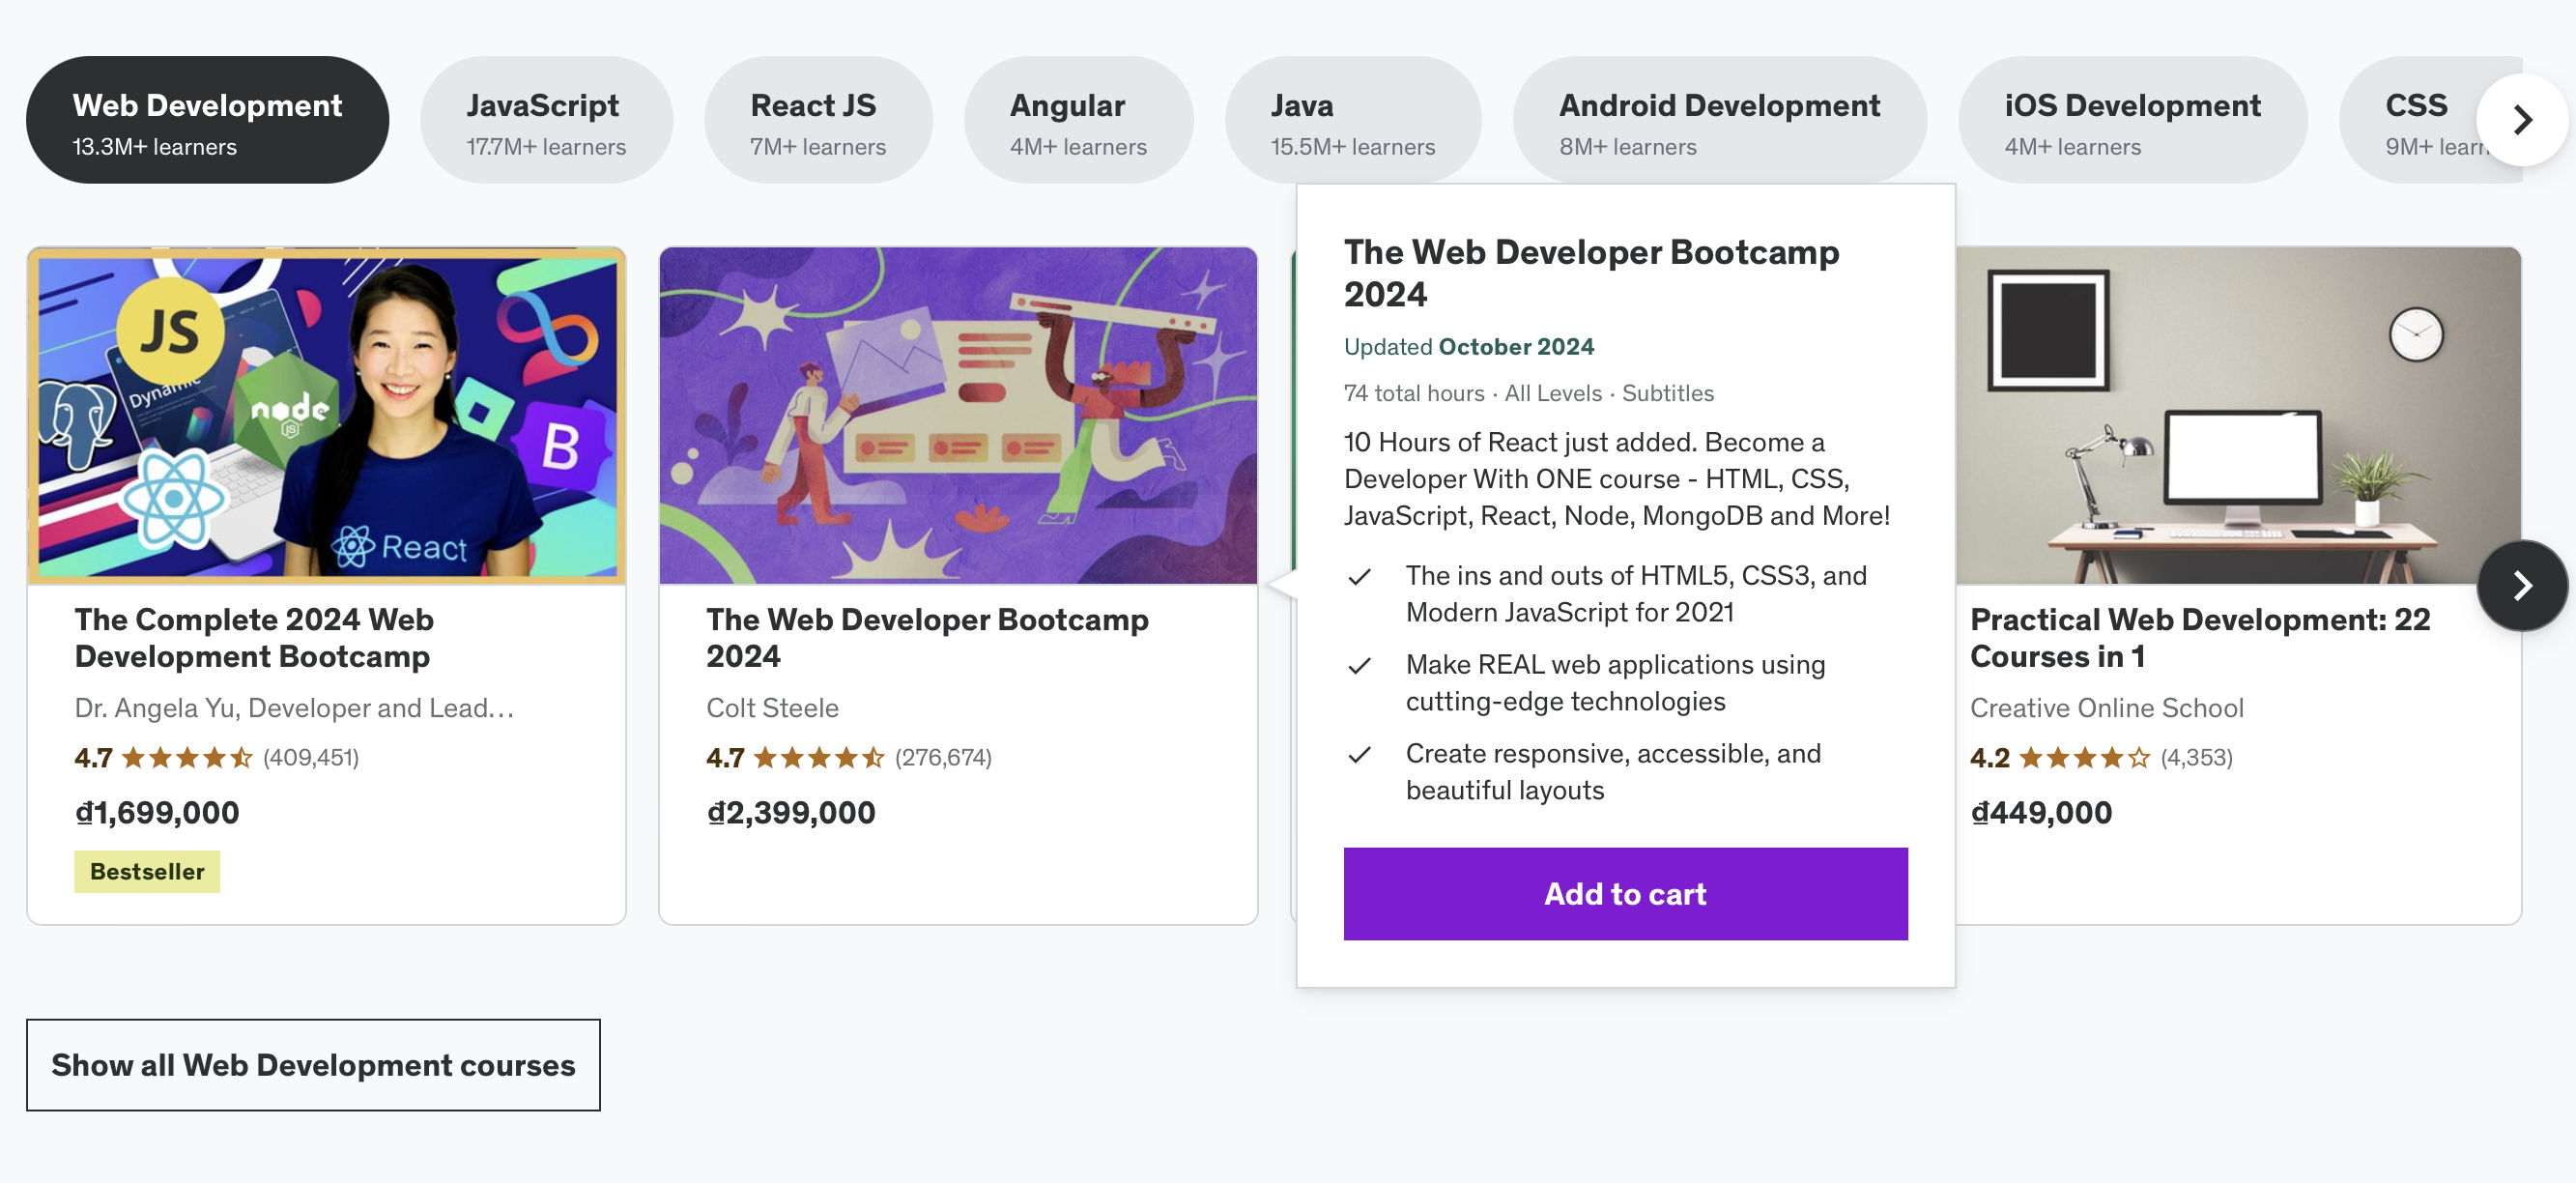 Web Development
13.3M+ learners
JavaScript
17.7M+ learners
React JS
7M+ learners
Angular
4M+ learners
Java
15.5M+ learners
Android Development
8M+ learners
iOS Development
4M+ learners
CSS
9M+
JS
Dynamic
node
JS
B
React
The Complete 2024 Web
Development Bootcamp
Dr. Angela Yu, Developer and Lead…
4.7 (409,451)
₫1,699,000
Bestseller
The Web Developer Bootcamp
2024
Colt Steele
4.7 (276,674)
₫2,399,000
The Web Developer Bootcamp
2024
Updated October 2024
74 total hours · All Levels · Subtitles
10 Hours of React just added. Become a
Developer With ONE course - HTML, CSS,
JavaScript, React, Node, MongoDB and More!
The ins and outs of HTML5, CSS3, and
Modern JavaScript for 2021
Make REAL web applications using
cutting-edge technologies
Create responsive, accessible, and
beautiful layouts
Add to cart
Practical Web Development: 22
Courses in 1
Creative Online School
4.2 (4,353)
₫449,000
Show all Web Development courses